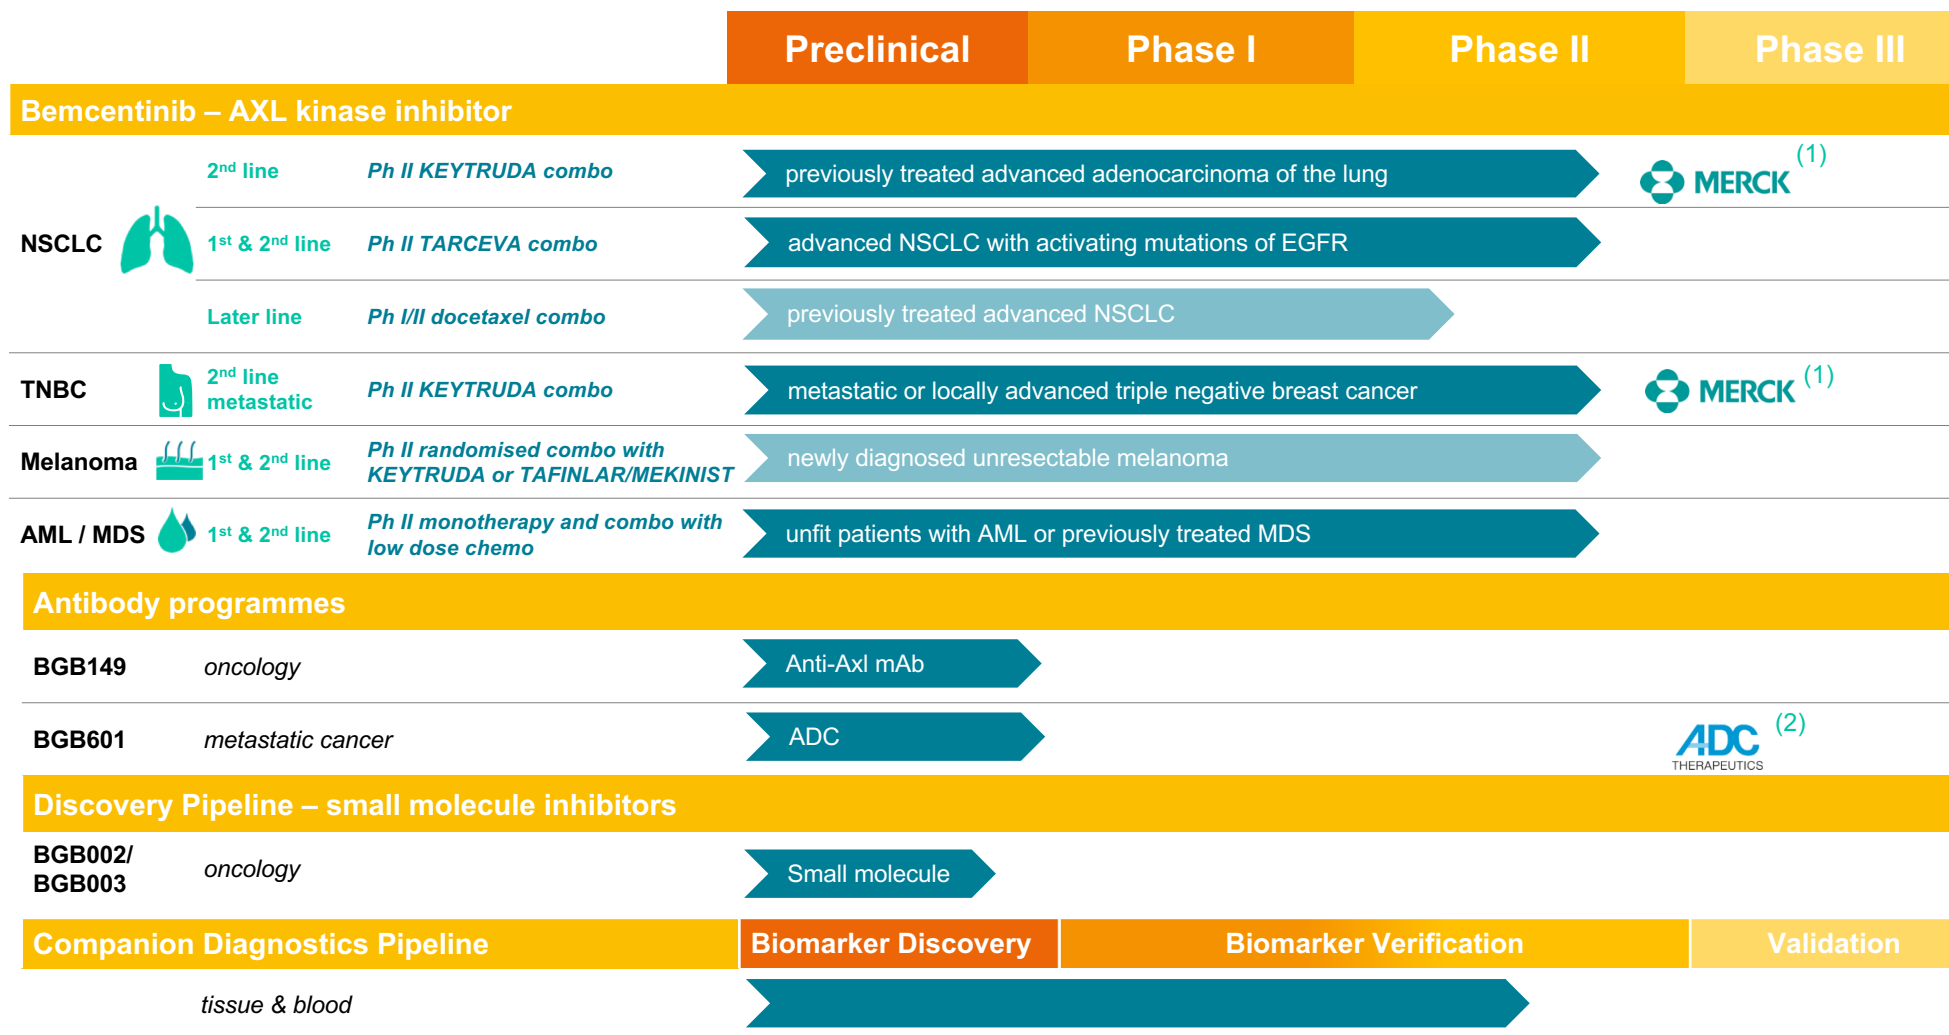 Preclinical Phase I Phase II Phase III
Bemcentinib – AXL kinase inhibitor
2nd line Ph II KEYTRUDA combo previously treated advanced adenocarcinoma of the lung MERCK (1)
NSCLC 1st & 2nd line Ph II TARCEVA combo advanced NSCLC with activating mutations of EGFR
Later line Ph I/II docetaxel combo previously treated advanced NSCLC
TNBC 2nd line metastatic Ph II KEYTRUDA combo metastatic or locally advanced triple negative breast cancer MERCK (1)
Melanoma 1st & 2nd line Ph II randomised combo with KEYTRUDA or TAFINLAR/MEKINIST newly diagnosed unresectable melanoma
AML / MDS 1st & 2nd line Ph II monotherapy and combo with low dose chemo unfit patients with AML or previously treated MDS
Antibody programmes
BGB149 oncology Anti-Axl mAb
BGB601 metastatic cancer ADC ADC THERAPEUTICS (2)
Discovery Pipeline – small molecule inhibitors
BGB002/ BGB003 oncology Small molecule
Companion Diagnostics Pipeline Biomarker Discovery Biomarker Verification Validation
tissue & blood